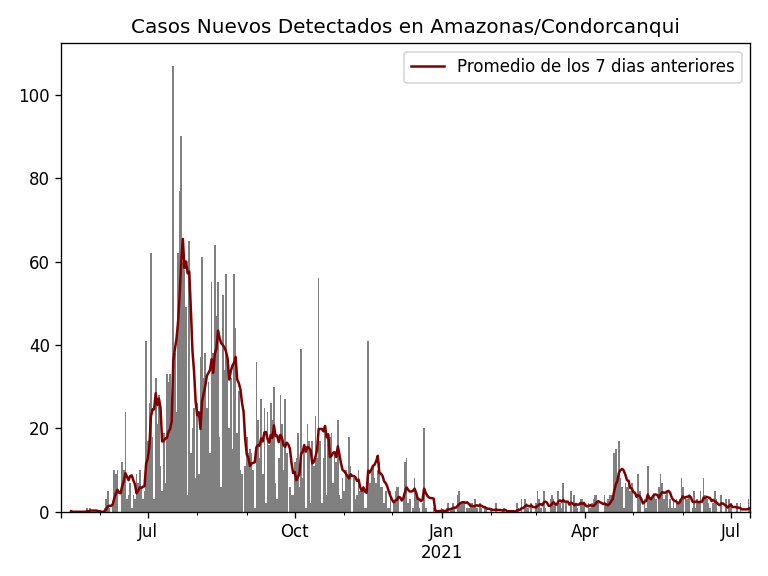 Casos Nuevos Detectados en Amazonas/Condorcanqui
Promedio de los 7 dias anteriores
100
80
60
40
20
0
Jul
Oct
Jan
2021
Apr
Jul